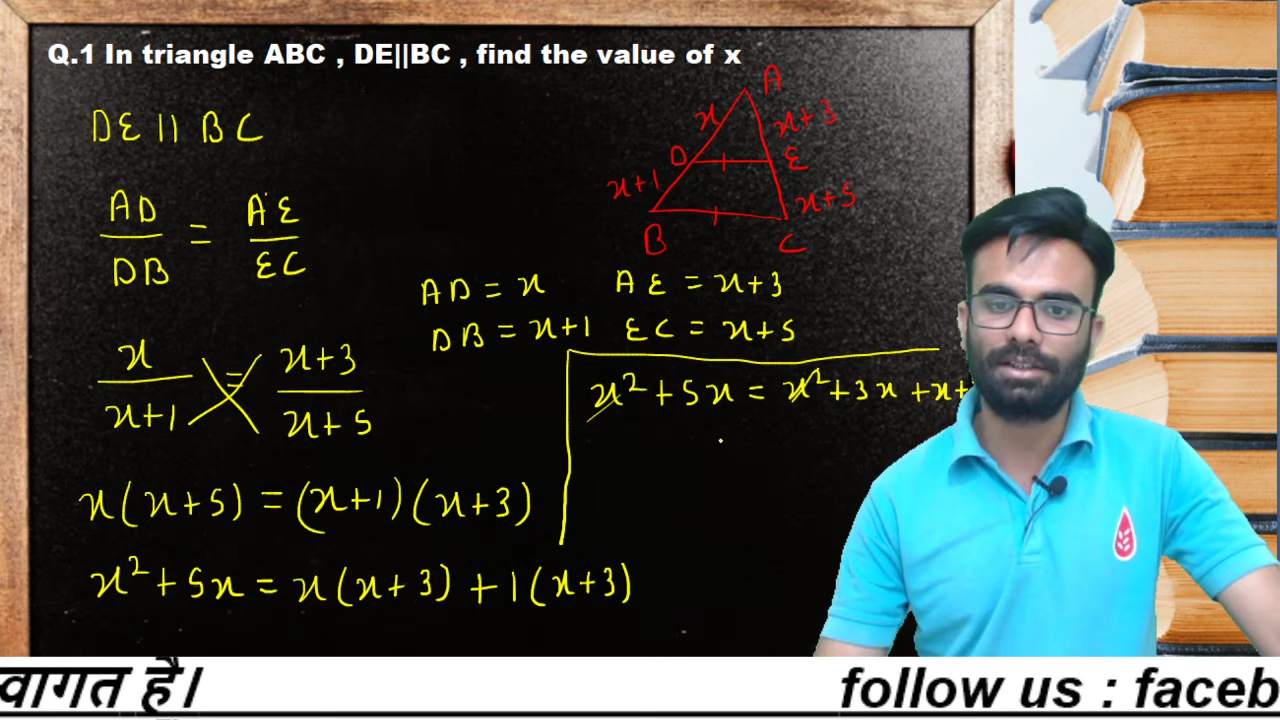 Q.1 In triangle ABC , DE||BC , find the value of x
DE || BC
A
x
x+3
D
E
x+1
x+5
B
C
AD/DB = AE/EC
AD = x AE = x+3
DB = x+1 EC = x+5
x/x+1 = x+3/x+5
x² + 5x = x² + 3x + x +
x(x+5) = (x+1)(x+3)
x² + 5x = x(x+3) + 1(x+3)
वागत है।
follow us : faceb